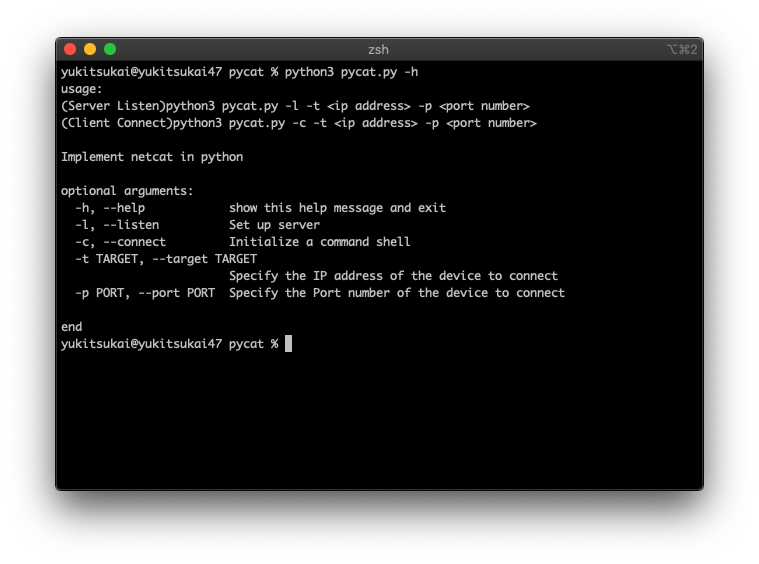 zsh
⌥⌘2
yukitsukai@yukitsukai47 pycat % python3 pycat.py -h
usage:
(Server Listen)python3 pycat.py -l -t <ip address> -p <port number>
(Client Connect)python3 pycat.py -c -t <ip address> -p <port number>
Implement netcat in python
optional arguments:
-h, --help show this help message and exit
-l, --listen Set up server
-c, --connect Initialize a command shell
-t TARGET, --target TARGET
Specify the IP address of the device to connect
-p PORT, --port PORT Specify the Port number of the device to connect
end
yukitsukai@yukitsukai47 pycat %